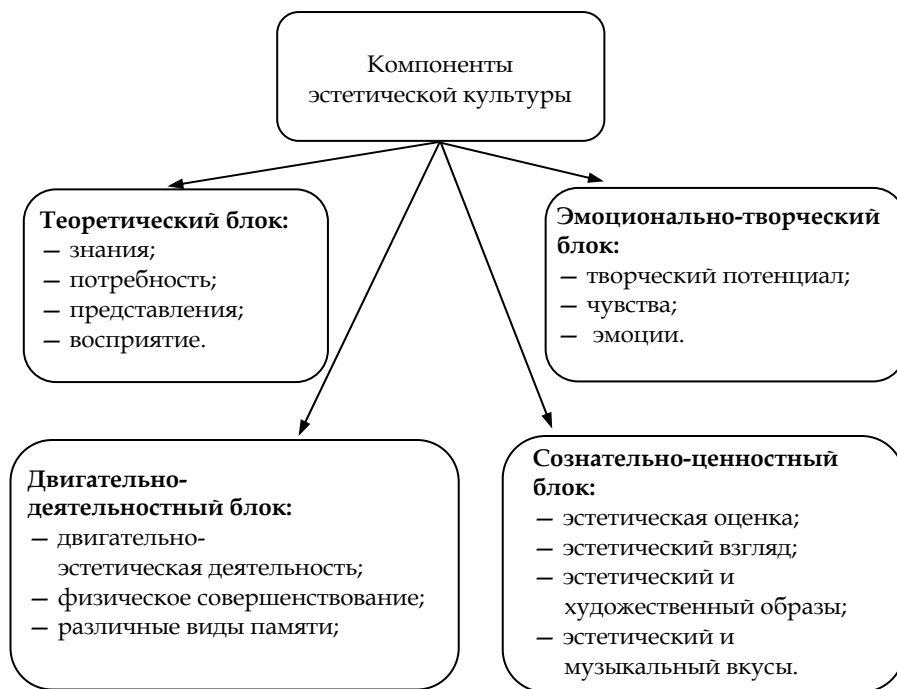 Компоненты
эстетической культуры
Теоретический блок:
— знания;
— потребность;
— представления;
— восприятие.
Эмоционально-творческий
блок:
— творческий потенциал;
— чувства;
— эмоции.
Двигательно-
деятельностный блок:
— двигательно-
эстетическая деятельность;
— физическое совершенствование;
— различные виды памяти;
Сознательно-ценностный
блок:
— эстетическая оценка;
— эстетический взгляд;
— эстетический и
художественный образы;
— эстетический и
музыкальный вкусы.